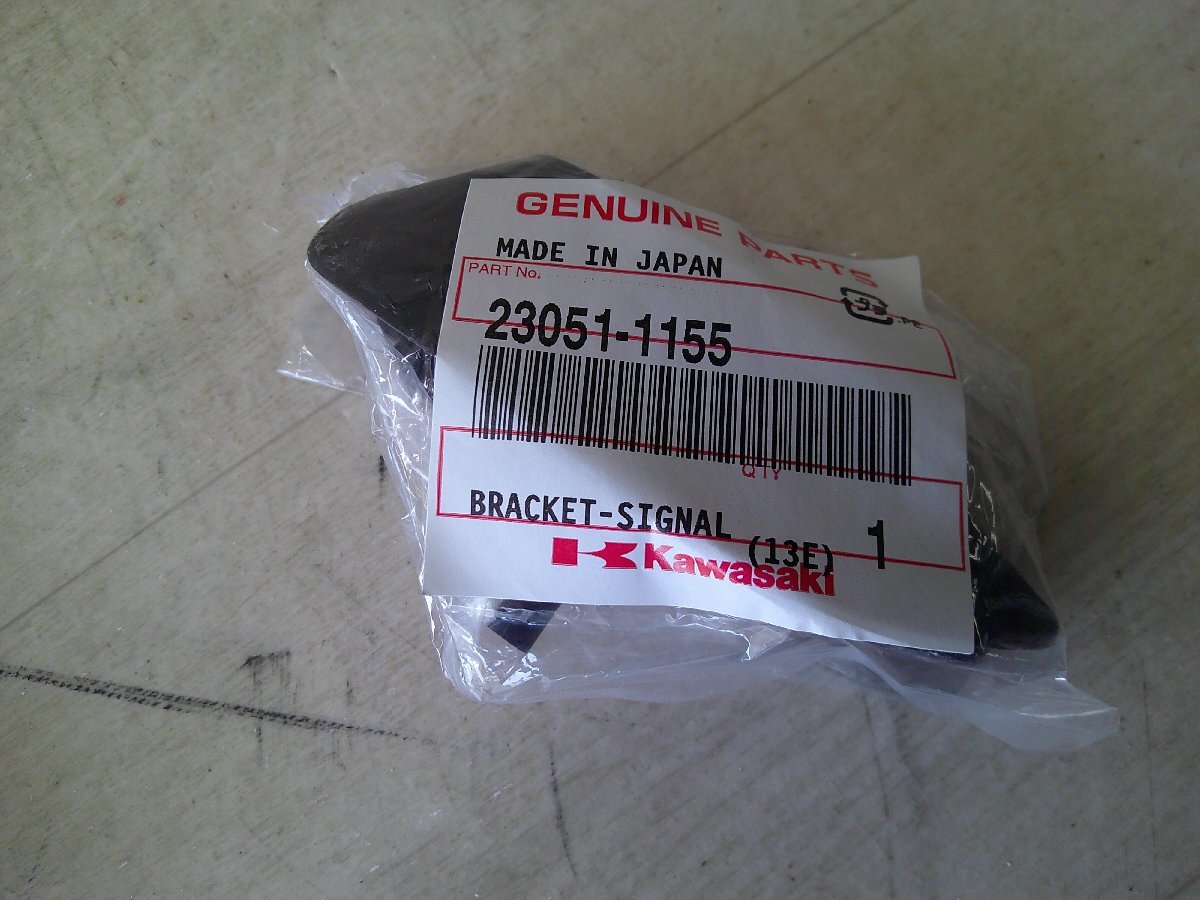 GENUINE PARTS
MADE IN JAPAN
PART No.
23051-1155
QTY
BRACKET-SIGNAL
(13E)
1
Kawasaki